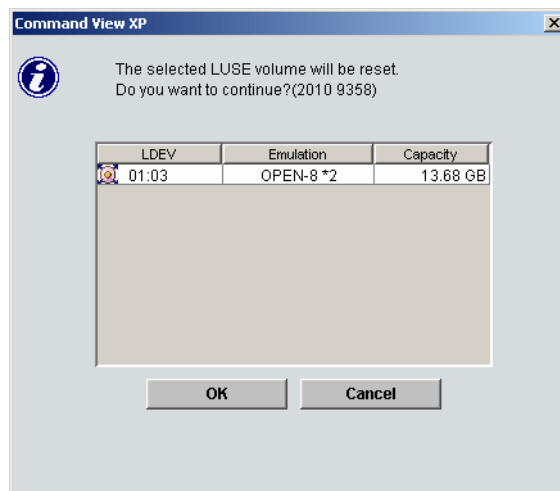 Command View XP
The selected LUSE volume will be reset.
Do you want to continue?(2010 9358)
LDEV Emulation Capacity
01:03 OPEN-8 *2 13.68 GB
OK Cancel